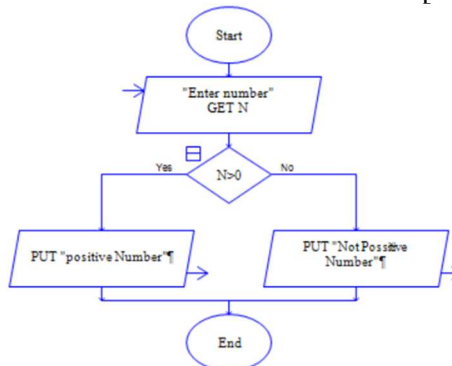 Start
"Enter number"
GET N
Yes
N>0
No
PUT "positive Number"¶
PUT "Not Possitive
Number"¶
End